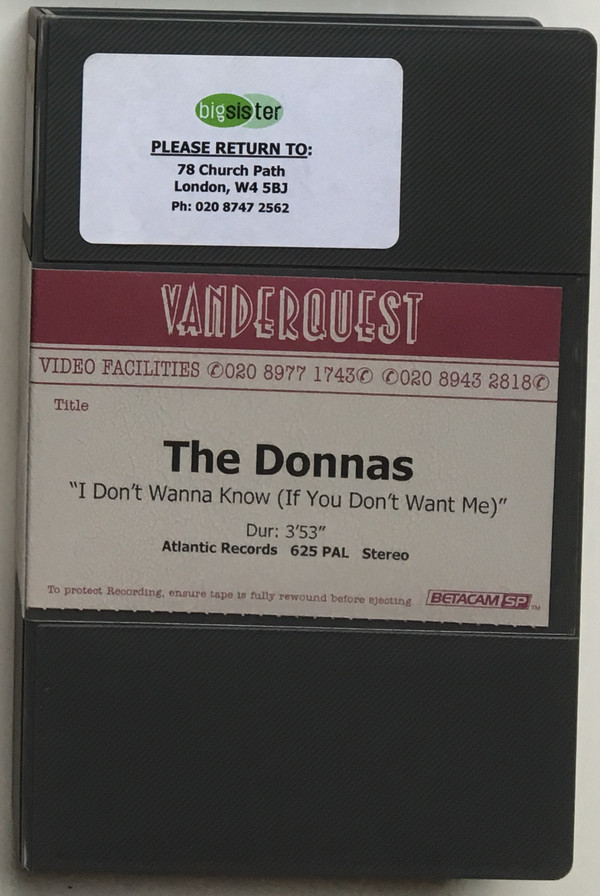 bigsister
PLEASE RETURN TO:
78 Church Path
London, W4 5BJ
Ph: 020 8747 2562
VANDERQUEST
VIDEO FACILITIES ✆020 8977 1743✆ ✆020 8943 2818✆
Title
The Donnas
“I Don’t Wanna Know (If You Don’t Want Me)”
Dur: 3’53”
Atlantic Records 625 PAL Stereo
To protect Recording, ensure tape is fully rewound before ejecting BETACAM SP™